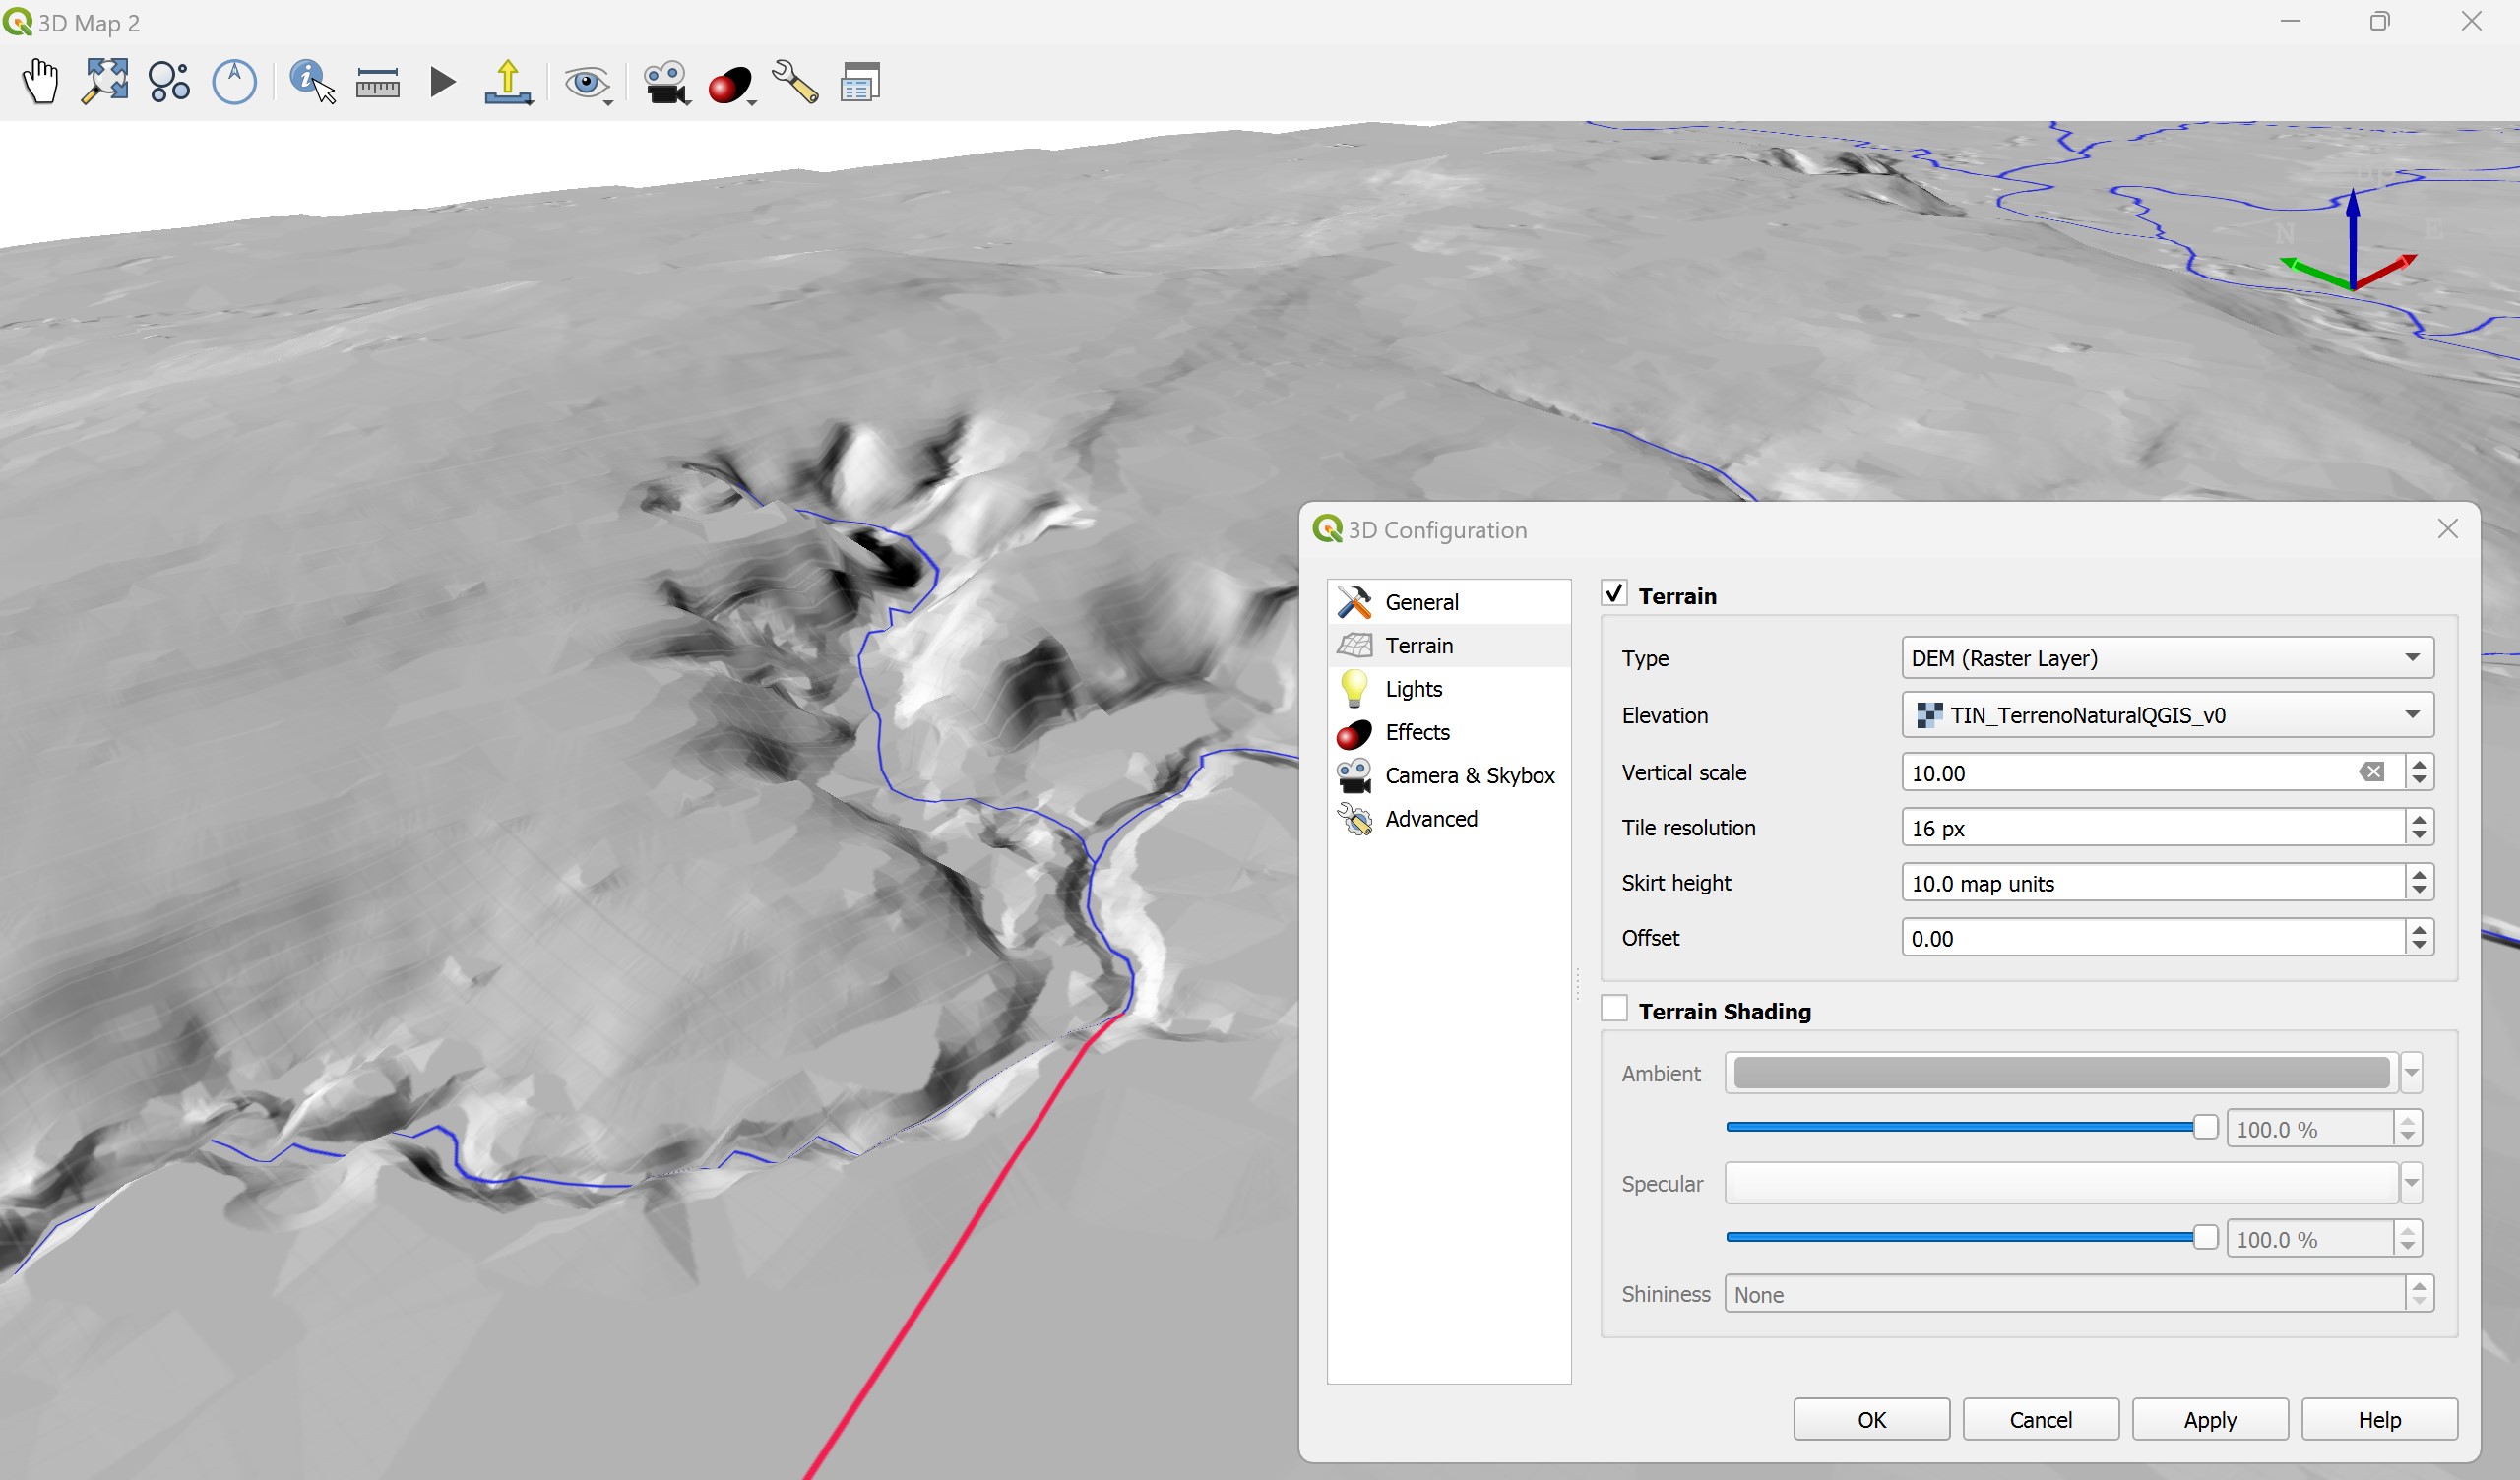 3D Map 2
N
E
3D Configuration
General
Terrain
Lights
Effects
Camera & Skybox
Advanced
Terrain
Type DEM (Raster Layer)
Elevation TIN_TerrenoNaturalQGIS_v0
Vertical scale 10.00
Tile resolution 16 px
Skirt height 10.0 map units
Offset 0.00
Terrain Shading
Ambient
100.0 %
Specular
100.0 %
Shininess None
OK Cancel Apply Help